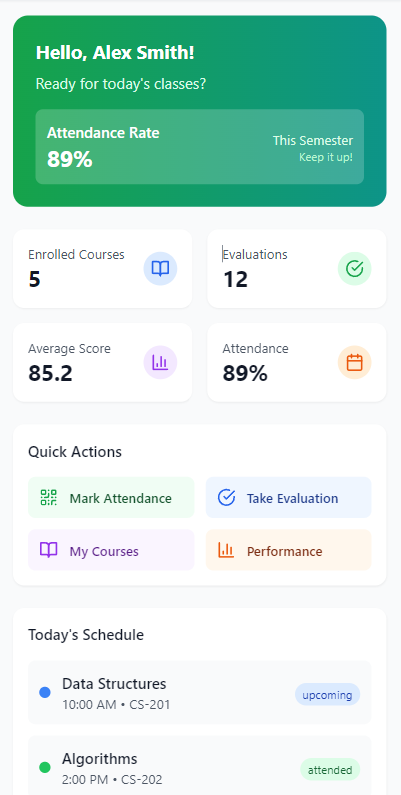 Hello, Alex Smith!
Ready for today's classes?
Attendance Rate
89%
This Semester
Keep it up!
Enrolled Courses
5
Evaluations
12
Average Score
85.2
Attendance
89%
Quick Actions
Mark Attendance
Take Evaluation
My Courses
Performance
Today's Schedule
Data Structures
10:00 AM • CS-201
upcoming
Algorithms
2:00 PM • CS-202
attended